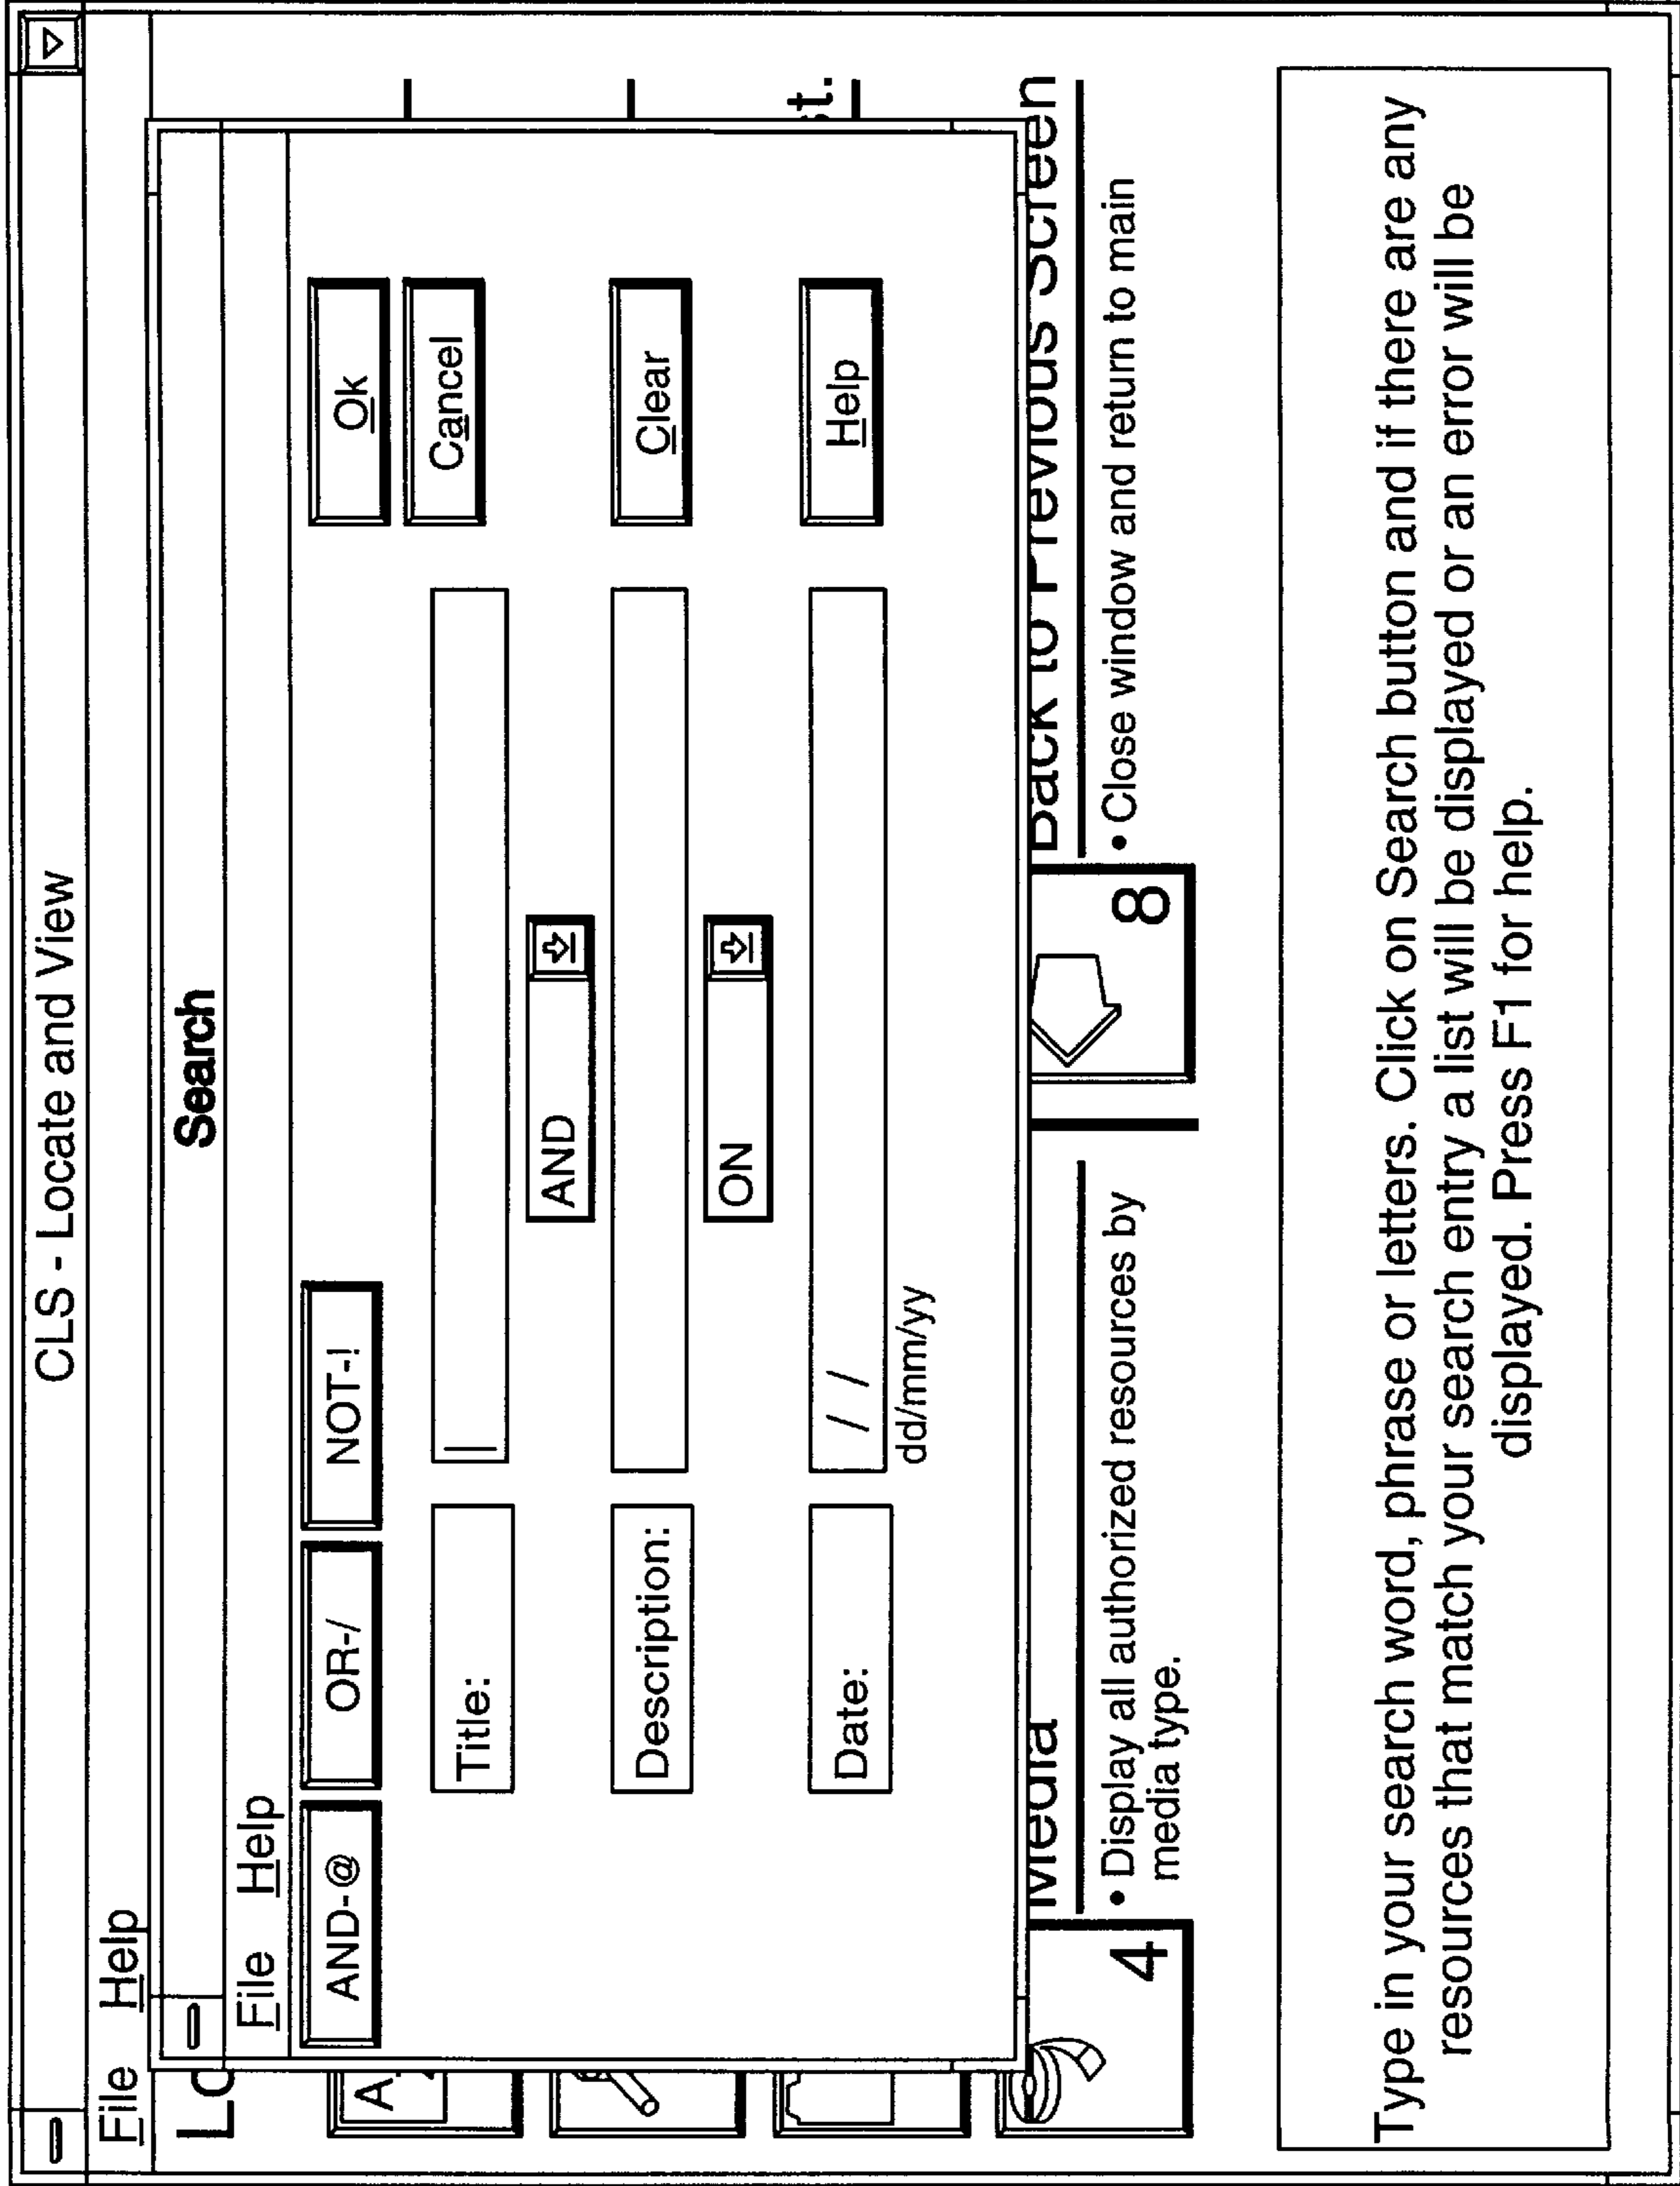 CLS - Locate and View
File Help
Search
File Help
AND-@ OR-/ NOT-! Ok
Cancel
Title:
AND
Description: Clear
ON
Date: / / Help
dd/mm/yy
st.
Media Back to Previous Screen
4 • Display all authorized resources by
media type.
8 • Close window and return to main
Type in your search word, phrase or letters. Click on Search button and if there are any
resources that match your search entry a list will be displayed or an error will be
displayed. Press F1 for help.